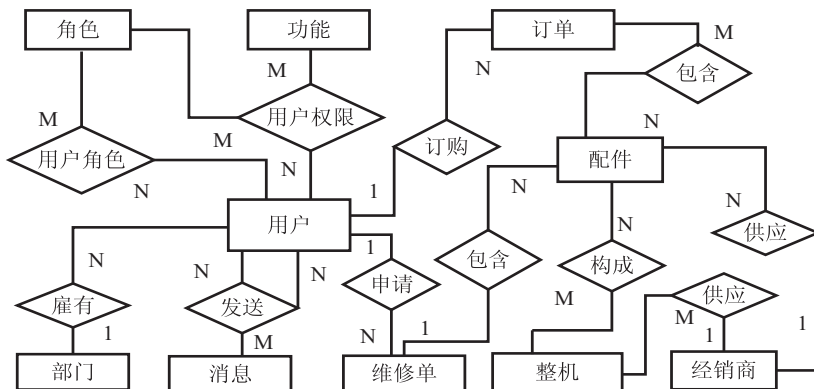 角色
功能
订单
M
M
N
包含
用户权限
M
M
N
用户角色
订购
配件
N
N
1
N
N
用户
供应
N
1
包含
构成
N
N
N
申请
雇有
发送
M
供应
1
M
N
1
M
1
1
部门
消息
维修单
整机
经销商